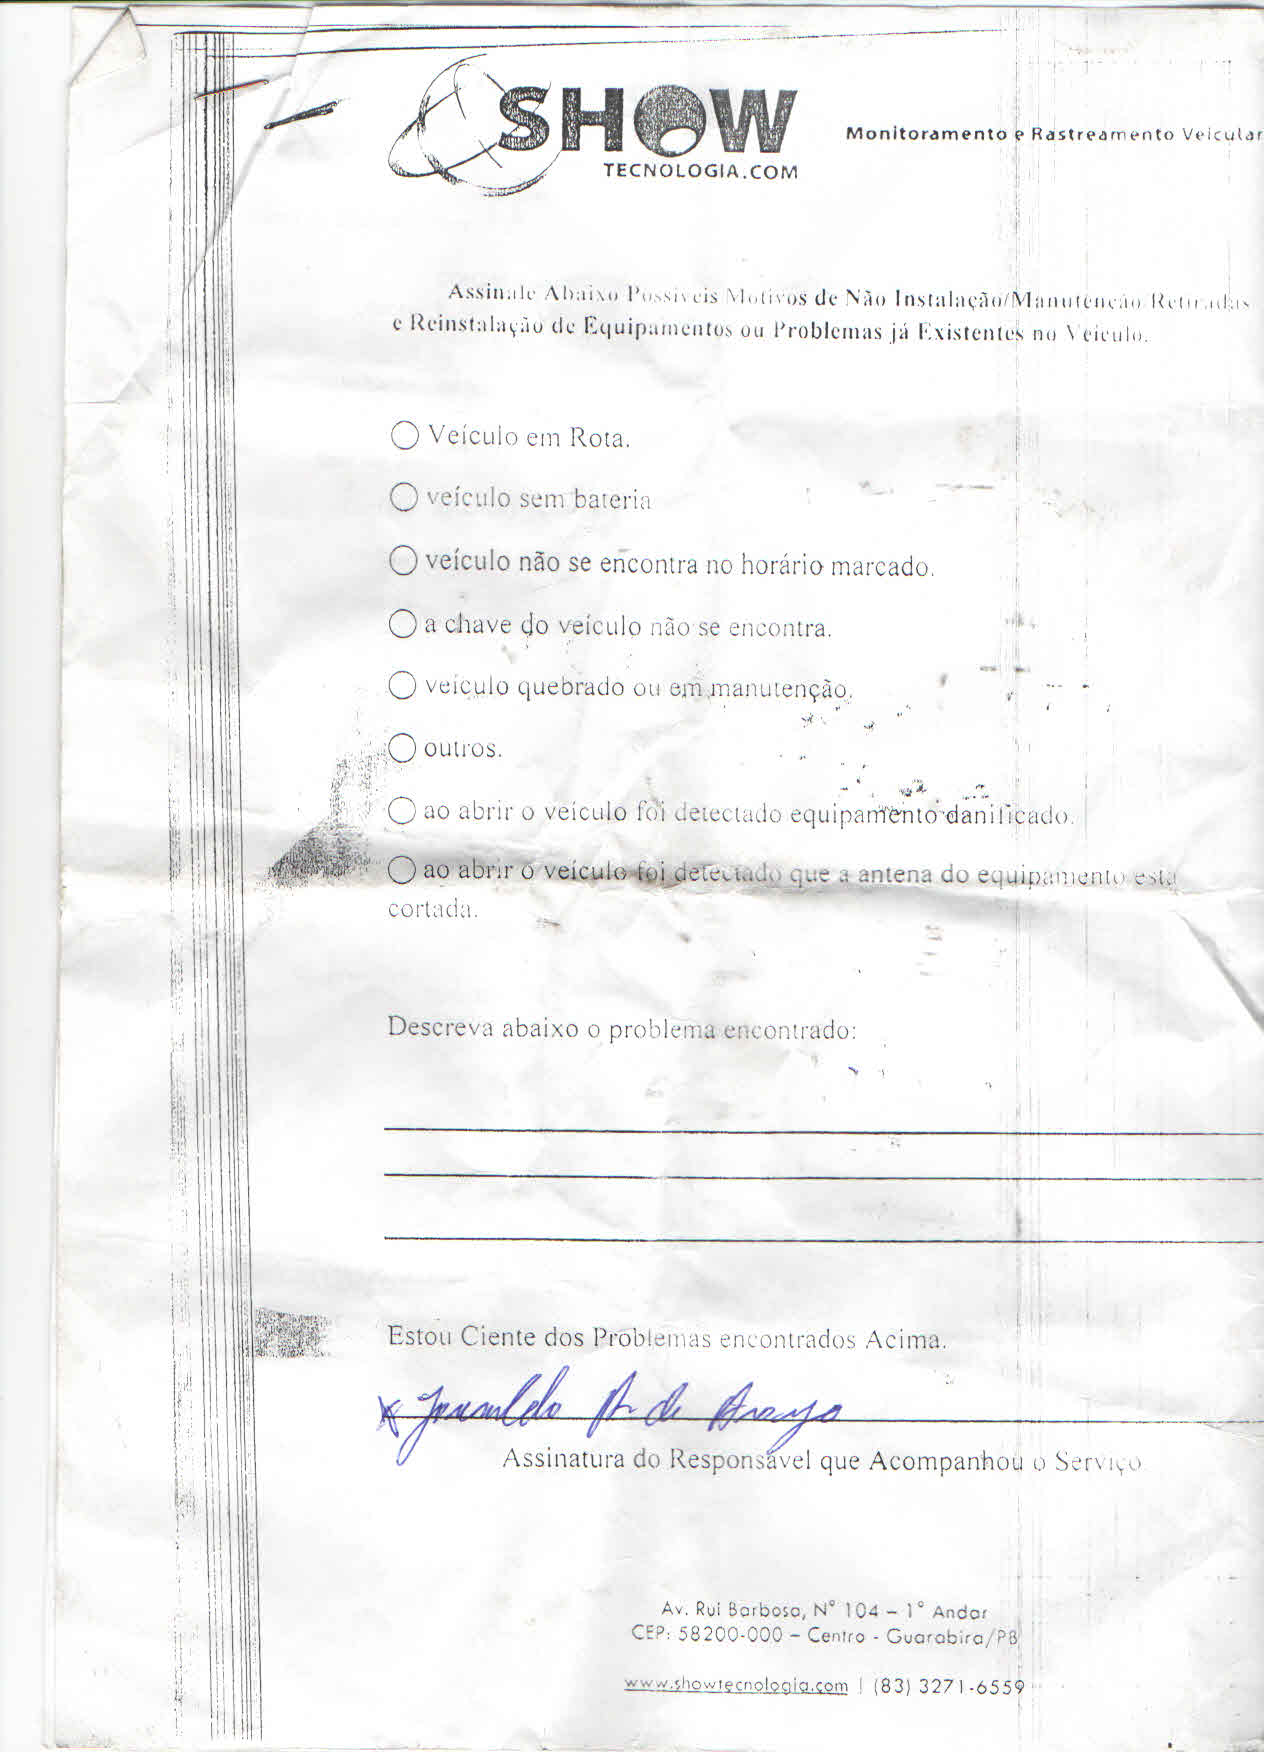 SHOW
TECNOLOGIA.COM
Monitoramento e Rastreamento Veicular
Assinale Abaixo Possíveis Motivos de Não Instalação/Manutenção Retiradas
e Reinstalação de Equipamentos ou Problemas já Existentes no Veículo.
Veículo em Rota.
veículo sem bateria
veículo não se encontra no horário marcado.
a chave do veículo não se encontra.
veículo quebrado ou em manutenção.
outros.
ao abrir o veículo foi detectado equipamento danificado.
ao abrir o veículo foi detectado que a antena do equipamento está
cortada.
Descreva abaixo o problema encontrado:
Estou Ciente dos Problemas encontrados Acima.
de Araujo
Assinatura do Responsável que Acompanhou o Serviço
Av. Rui Barbosa, N° 104 – 1° Andar
CEP: 58200-000 – Centro - Guarabira/PB
www.showtecnologia.com | (83) 3271-6559